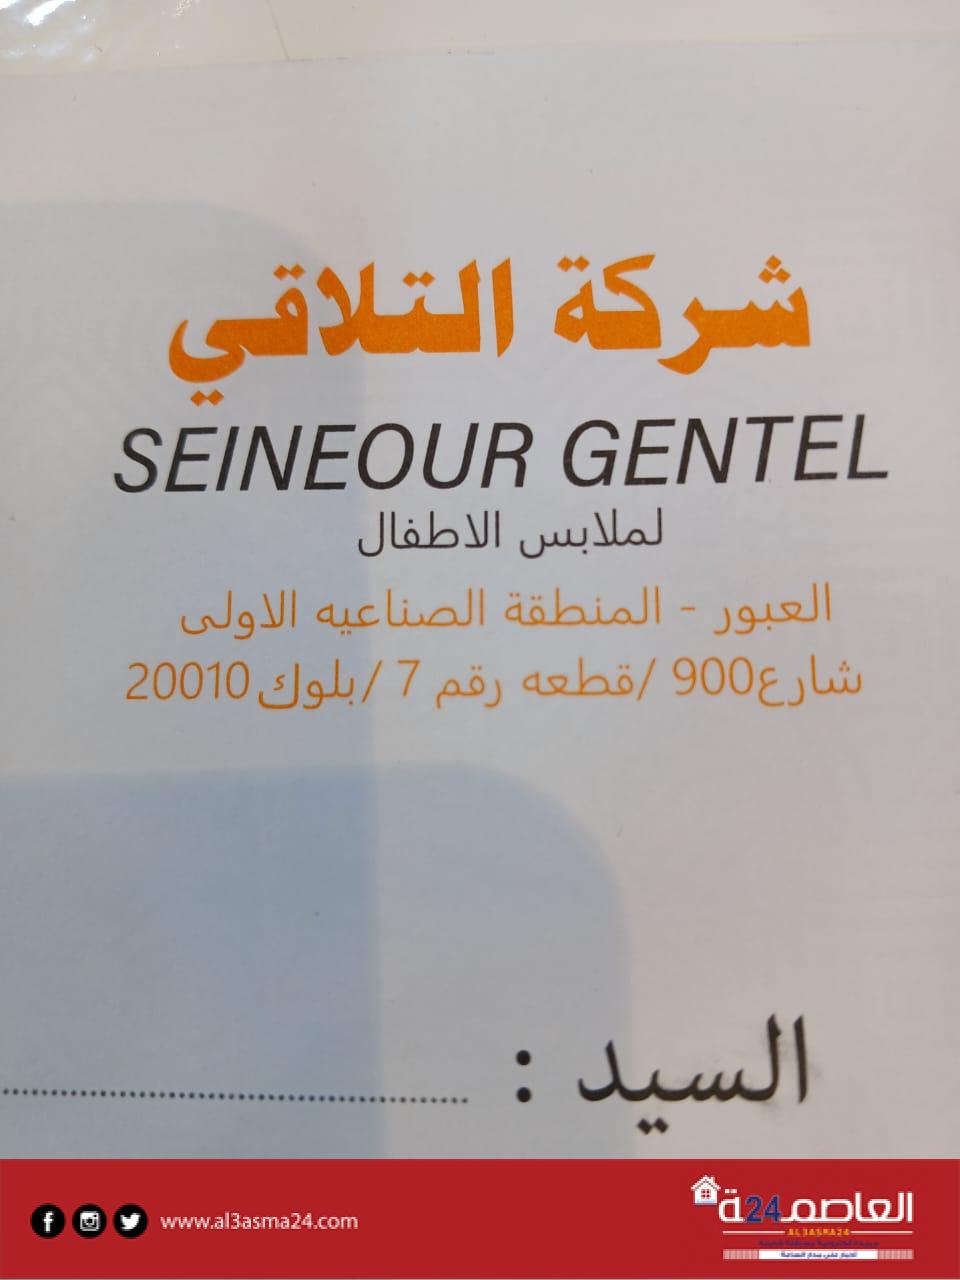 شركة التلاقي
SEINEOUR GENTEL
لملابس الاطفال
العبور - المنطقة الصناعيه الاولى
شارع900 /قطعه رقم 7 /بلوك20010
السيد :
www.al3asma24.com
العاصمة24
AL3ASMA24